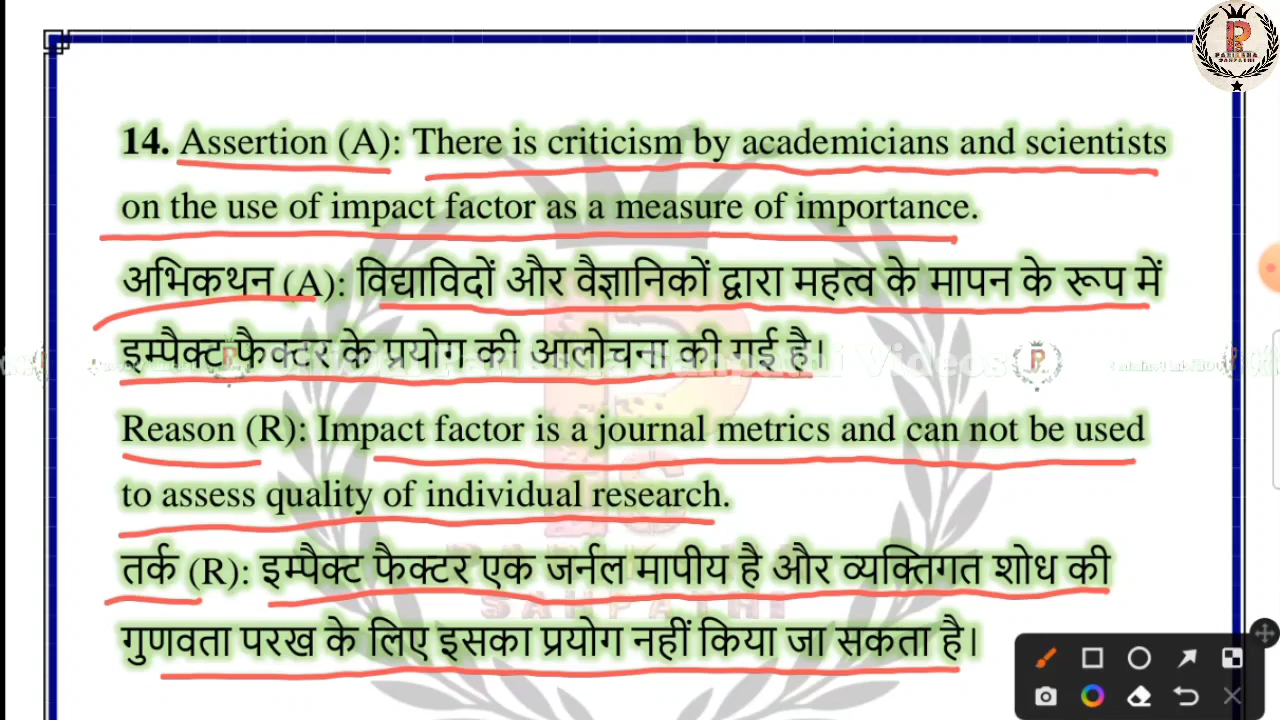 14. Assertion (A): There is criticism by academicians and scientists
on the use of impact factor as a measure of importance.
अभिकथन (A): विद्याविदों और वैज्ञानिकों द्वारा महत्व के मापन के रूप में
इम्पैक्ट फैक्टर के प्रयोग की आलोचना की गई है।
Reason (R): Impact factor is a journal metrics and can not be used
to assess quality of individual research.
तर्क (R): इम्पैक्ट फैक्टर एक जर्नल मापीय है और व्यक्तिगत शोध की
गुणवता परख के लिए इसका प्रयोग नहीं किया जा सकता है।
SAHPATHI
PARIKSHA
SAHPATHI